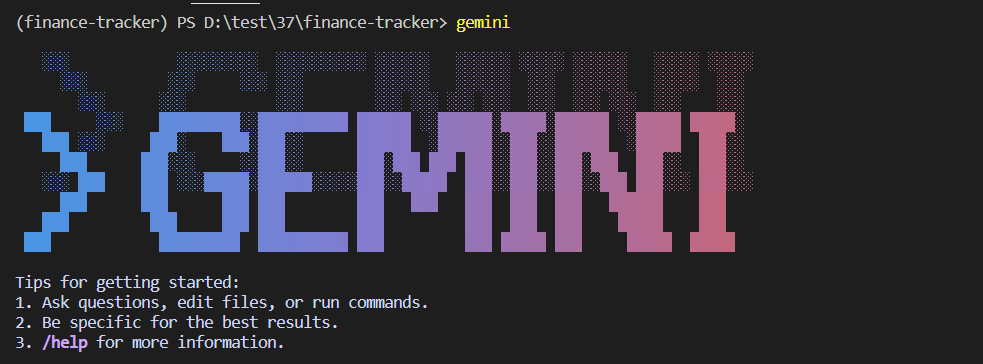 (finance-tracker) PS D:\test\37\finance-tracker> gemini
> GEMINI
Tips for getting started:
1. Ask questions, edit files, or run commands.
2. Be specific for the best results.
3. /help for more information.